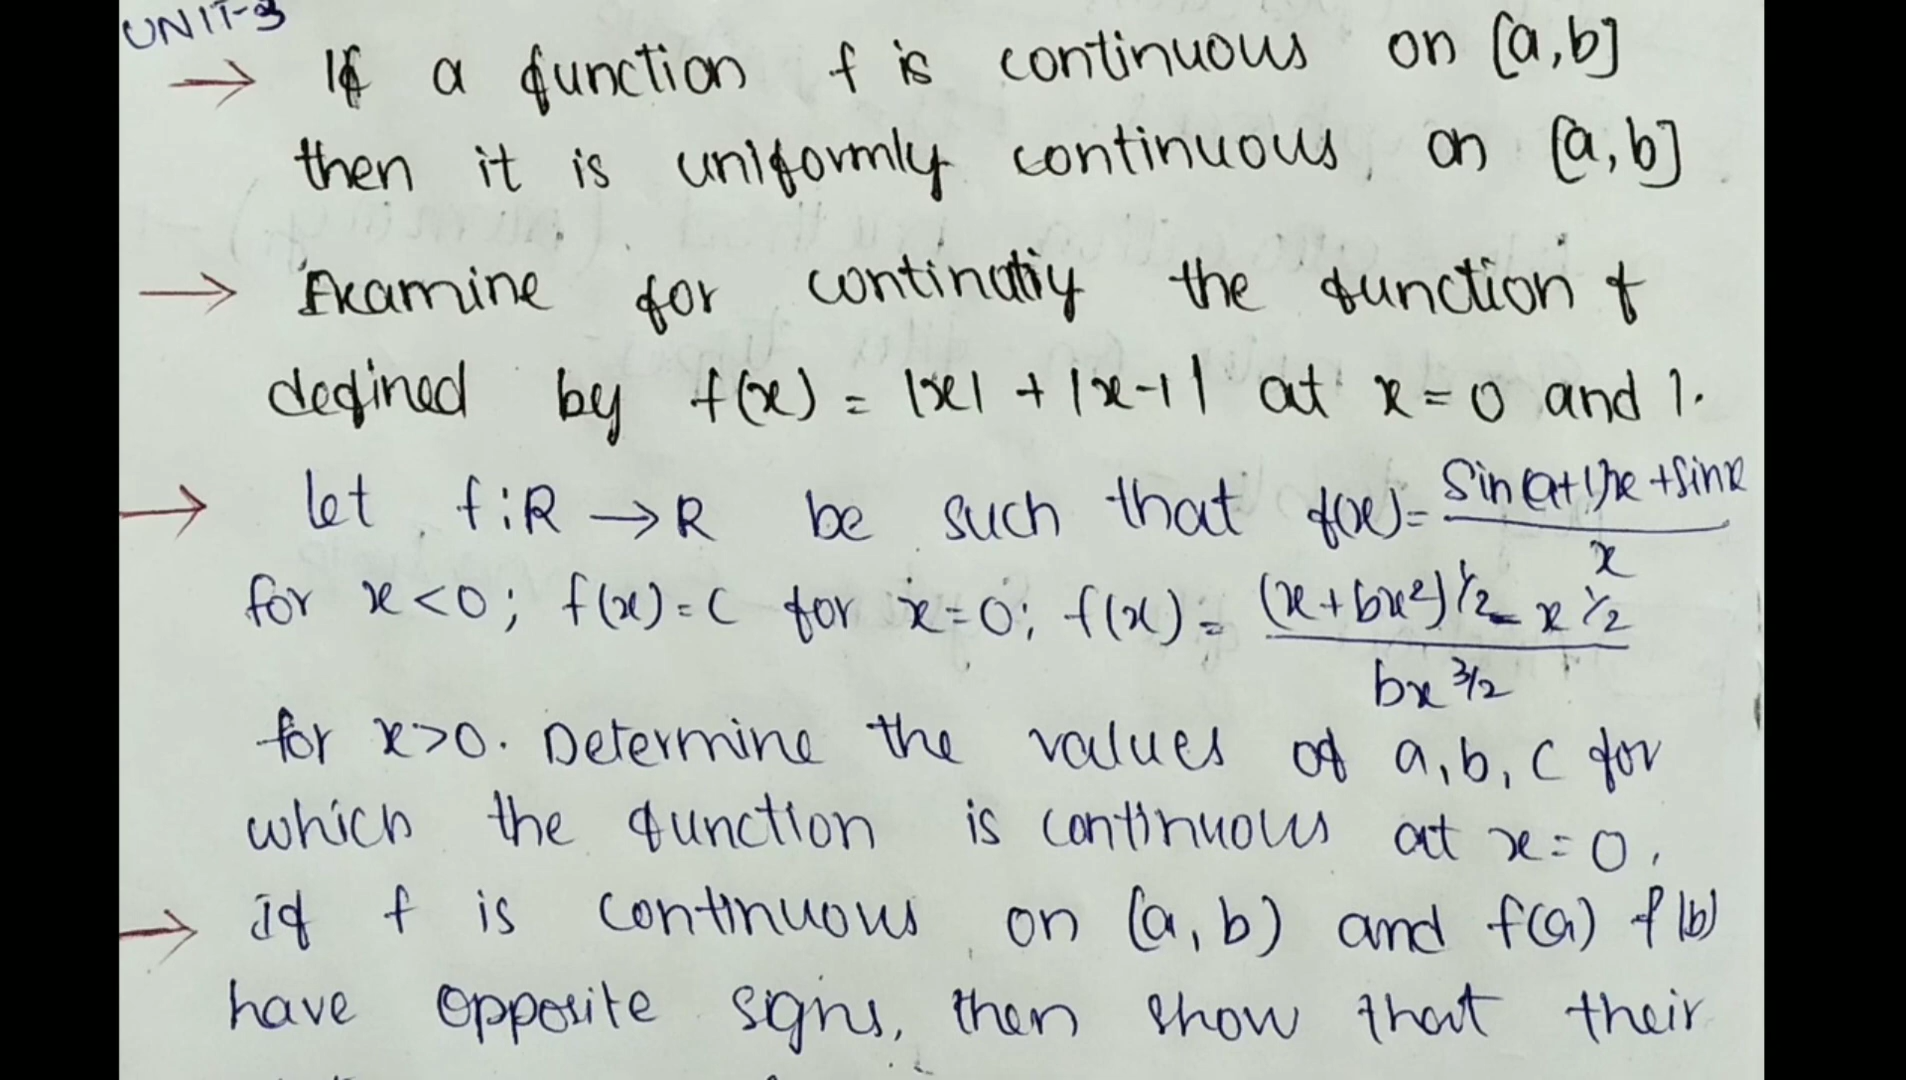 UNIT-3
→ If a function f is continuous on [a,b]
then it is uniformly continuous on [a,b]
→ Examine for continutiy the function f
defined by f(x) = |x| + |x-1| at x=0 and 1.
→ let f:R → R be such that f(x)= Sin(a+1)x + Sinx / x
for x<0; f(x)=c for x=0; f(x) = (x+bx²)^1/2 - x^1/2 / bx^3/2
for x>0. Determine the values of a,b,c for
which the function is continuous at x=0.
→ if f is continuous on (a,b) and f(a) f(b)
have opposite signs, then show that their